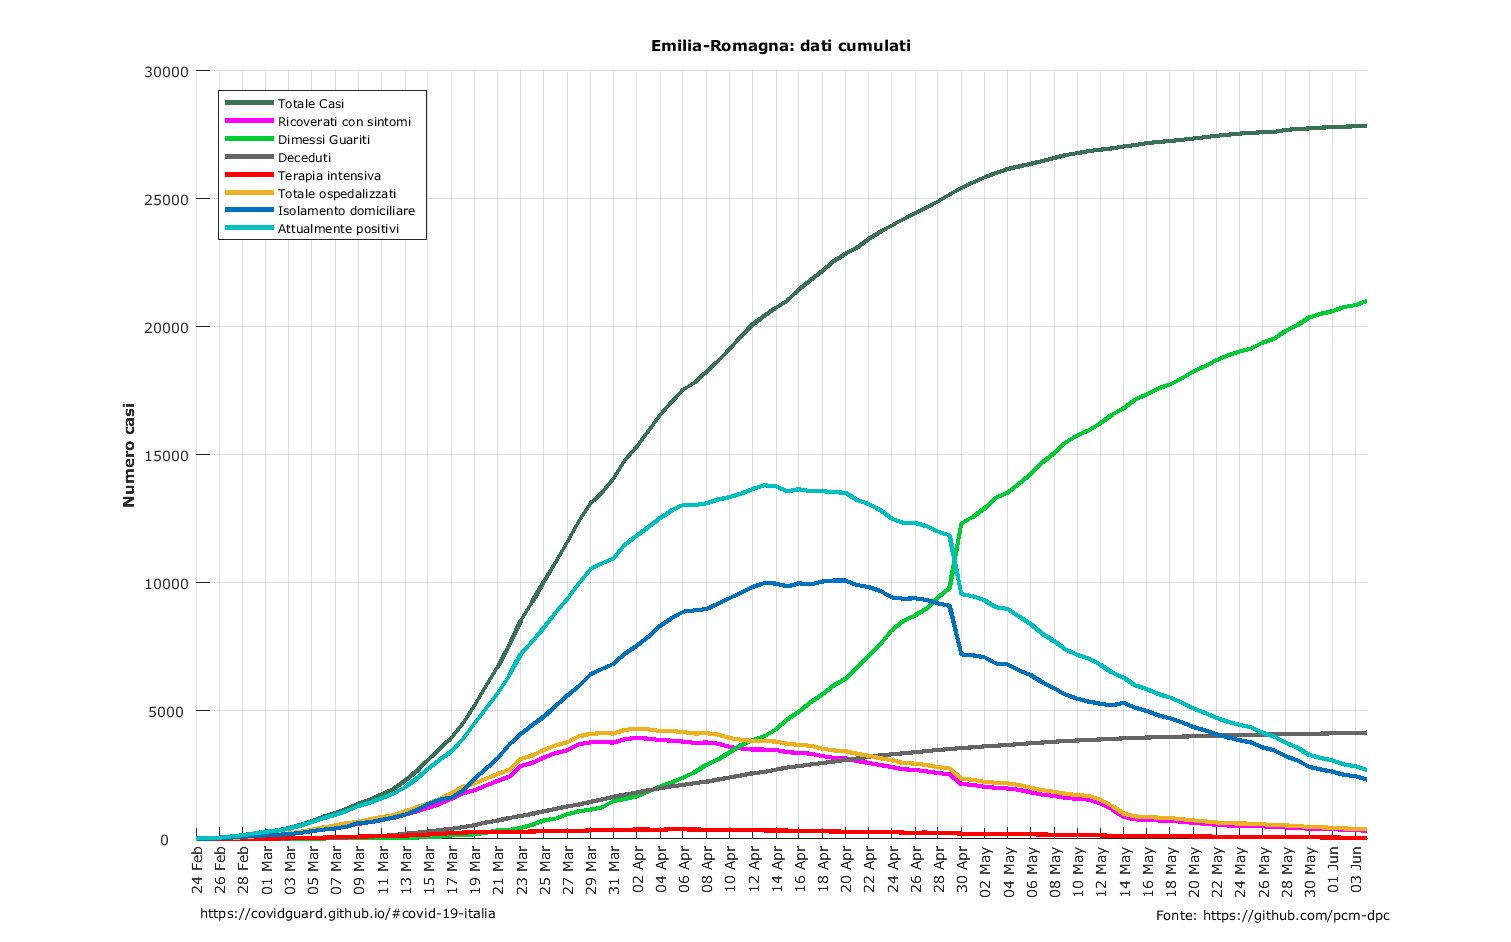 Emilia-Romagna: dati cumulati
30000
25000
20000
15000
10000
5000
0
Numero casi
Totale Casi
Ricoverati con sintomi
Dimessi Guariti
Deceduti
Terapia intensiva
Totale ospedalizzati
Isolamento domiciliare
Attualmente positivi
24 Feb
26 Feb
28 Feb
01 Mar
03 Mar
05 Mar
07 Mar
09 Mar
11 Mar
13 Mar
15 Mar
17 Mar
19 Mar
21 Mar
23 Mar
25 Mar
27 Mar
29 Mar
31 Mar
02 Apr
04 Apr
06 Apr
08 Apr
10 Apr
12 Apr
14 Apr
16 Apr
18 Apr
20 Apr
22 Apr
24 Apr
26 Apr
28 Apr
30 Apr
02 May
04 May
06 May
08 May
10 May
12 May
14 May
16 May
18 May
20 May
22 May
24 May
26 May
28 May
30 May
01 Jun
03 Jun
https://covidguard.github.io/#covid-19-italia
Fonte: https://github.com/pcm-dpc